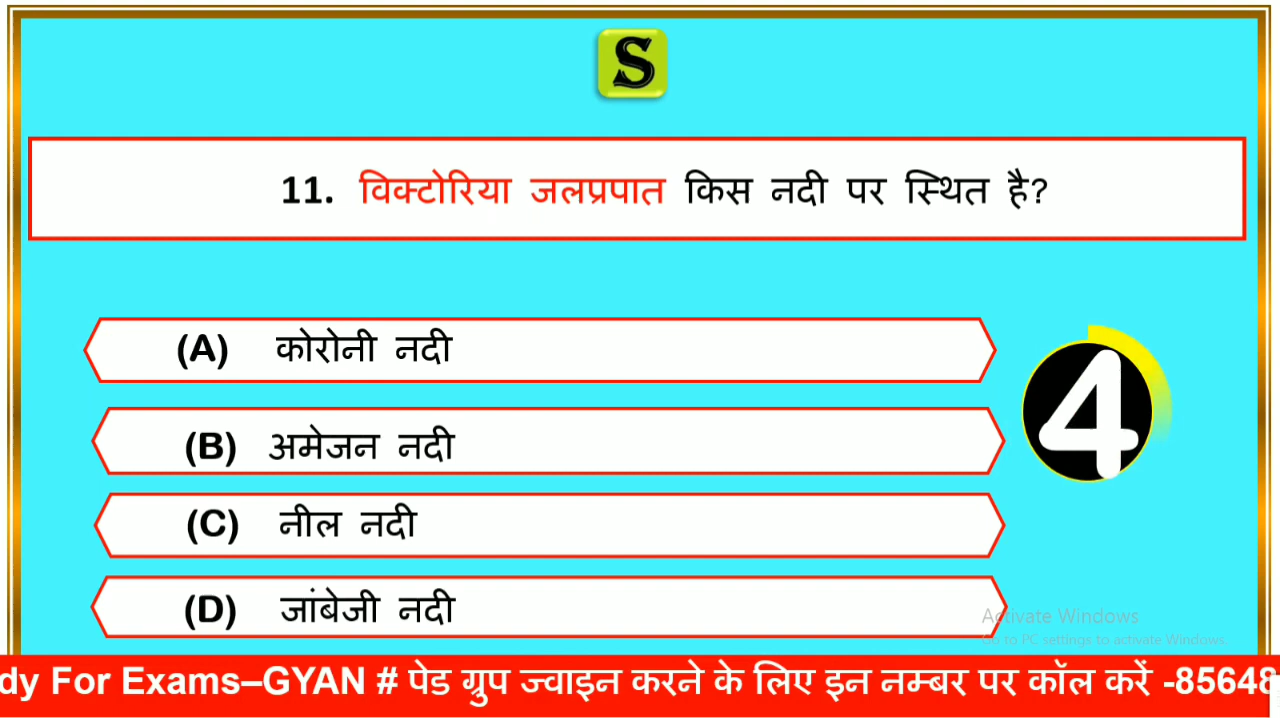 S
11. विक्टोरिया जलप्रपात किस नदी पर स्थित है?
(A) कोरोनी नदी
(B) अमेजन नदी
4
(C) नील नदी
(D) जांबेजी नदी
Activate Windows
Go to PC settings to activate Windows
dy For Exams–GYAN # पेड ग्रुप ज्वाइन करने के लिए इन नम्बर पर कॉल करें -85648